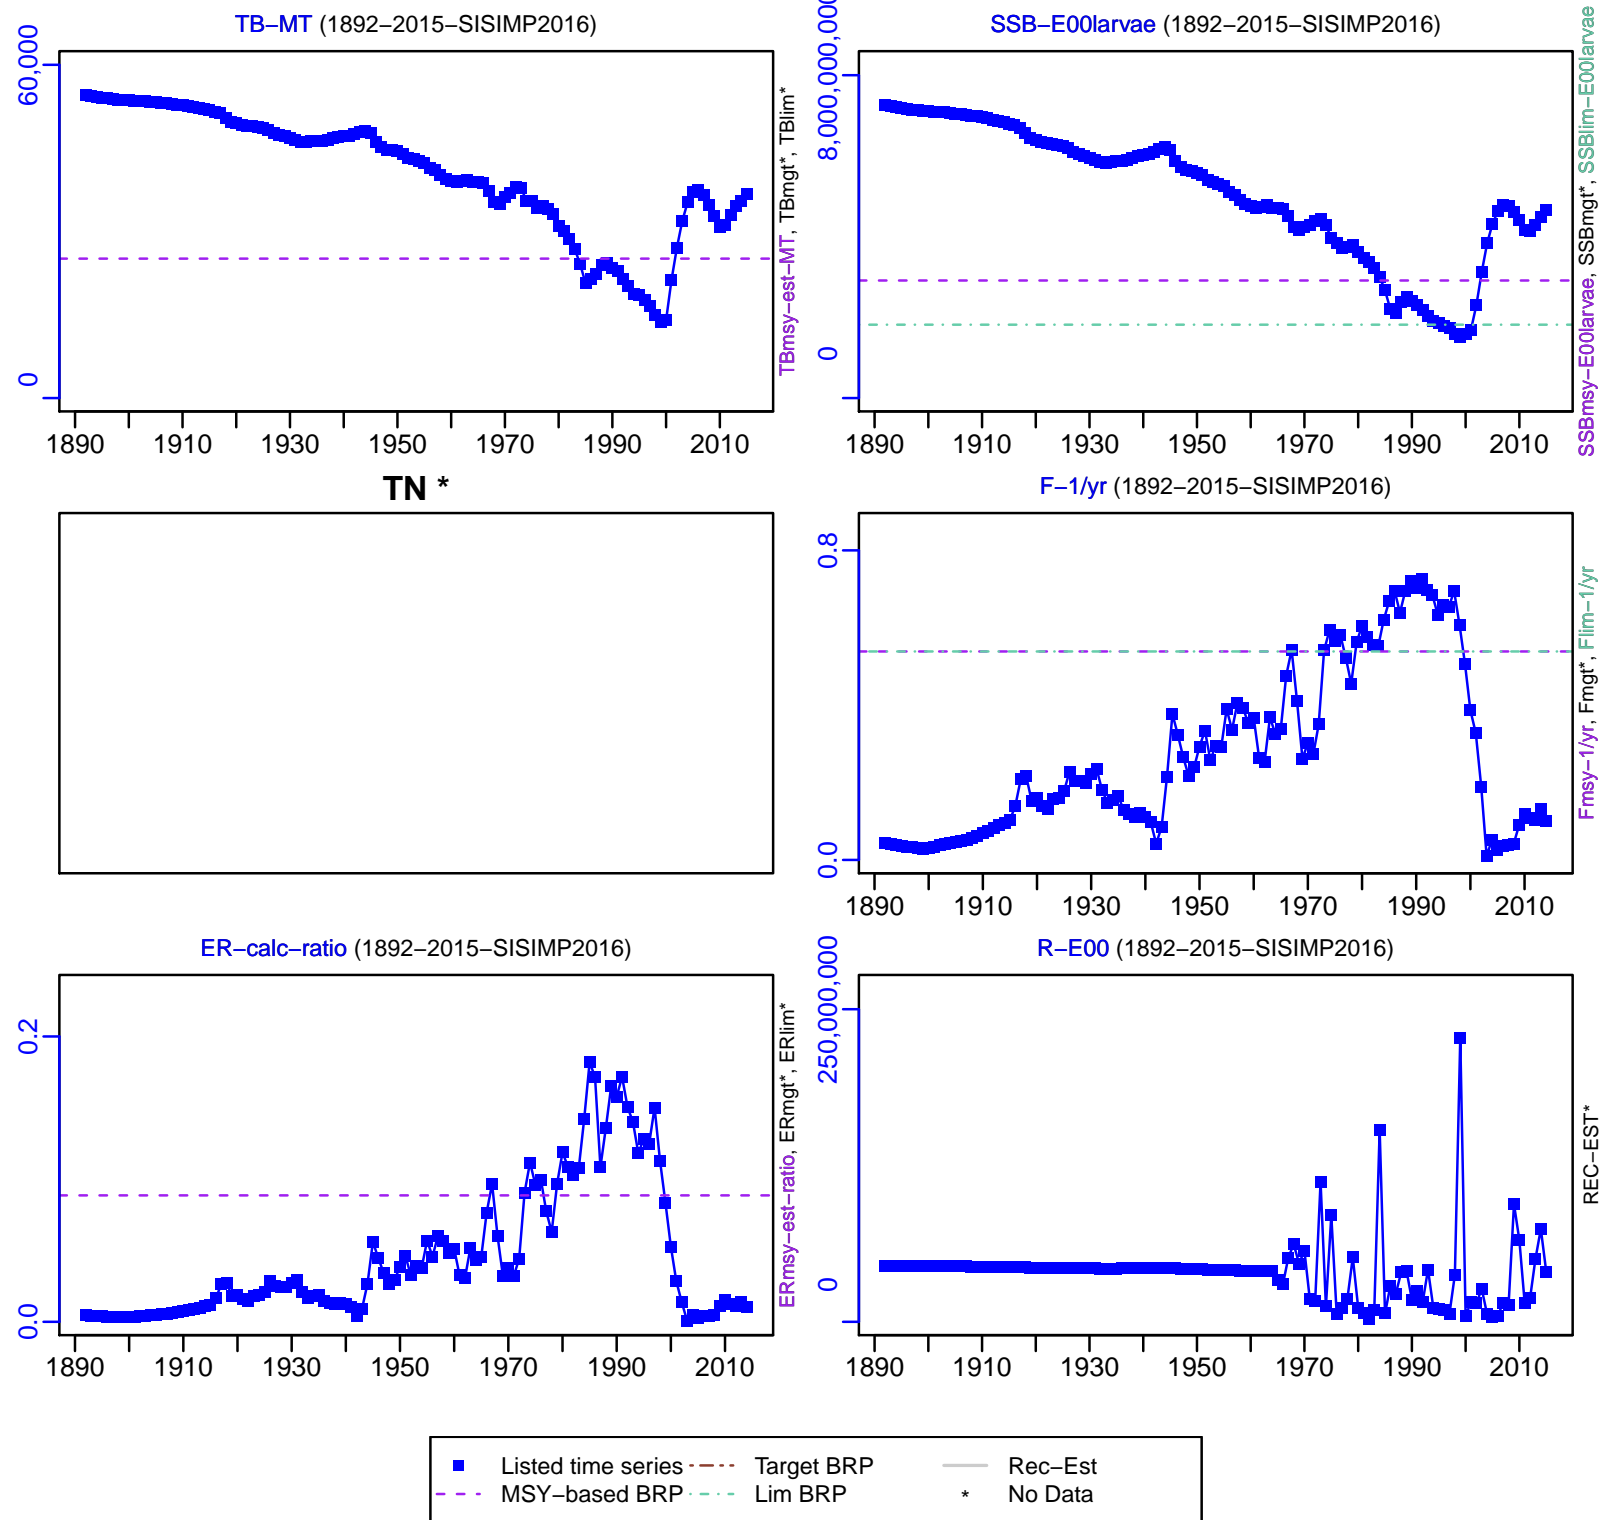 TB−MT (1892−2015−SISIMP2016)
60,000
0
TBmsy−est−MT, TBmgt*, TBlim*
1890 1910 1930 1950 1970 1990 2010
SSB−E00larvae (1892−2015−SISIMP2016)
8,000,000,000
0
SSBmsy−E00larvae, SSBmgt*, SSBlim−E00larvae
1890 1910 1930 1950 1970 1990 2010
TN *
F−1/yr (1892−2015−SISIMP2016)
0.8
0.0
Fmsy−1/yr, Fmgt*, Flim−1/yr
1890 1910 1930 1950 1970 1990 2010
ER−calc−ratio (1892−2015−SISIMP2016)
0.2
0.0
ERmsy−est−ratio, ERmgt*, ERlim*
1890 1910 1930 1950 1970 1990 2010
R−E00 (1892−2015−SISIMP2016)
250,000,000
0
REC−EST*
1890 1910 1930 1950 1970 1990 2010
Listed time series Target BRP Rec−Est
MSY−based BRP Lim BRP * No Data